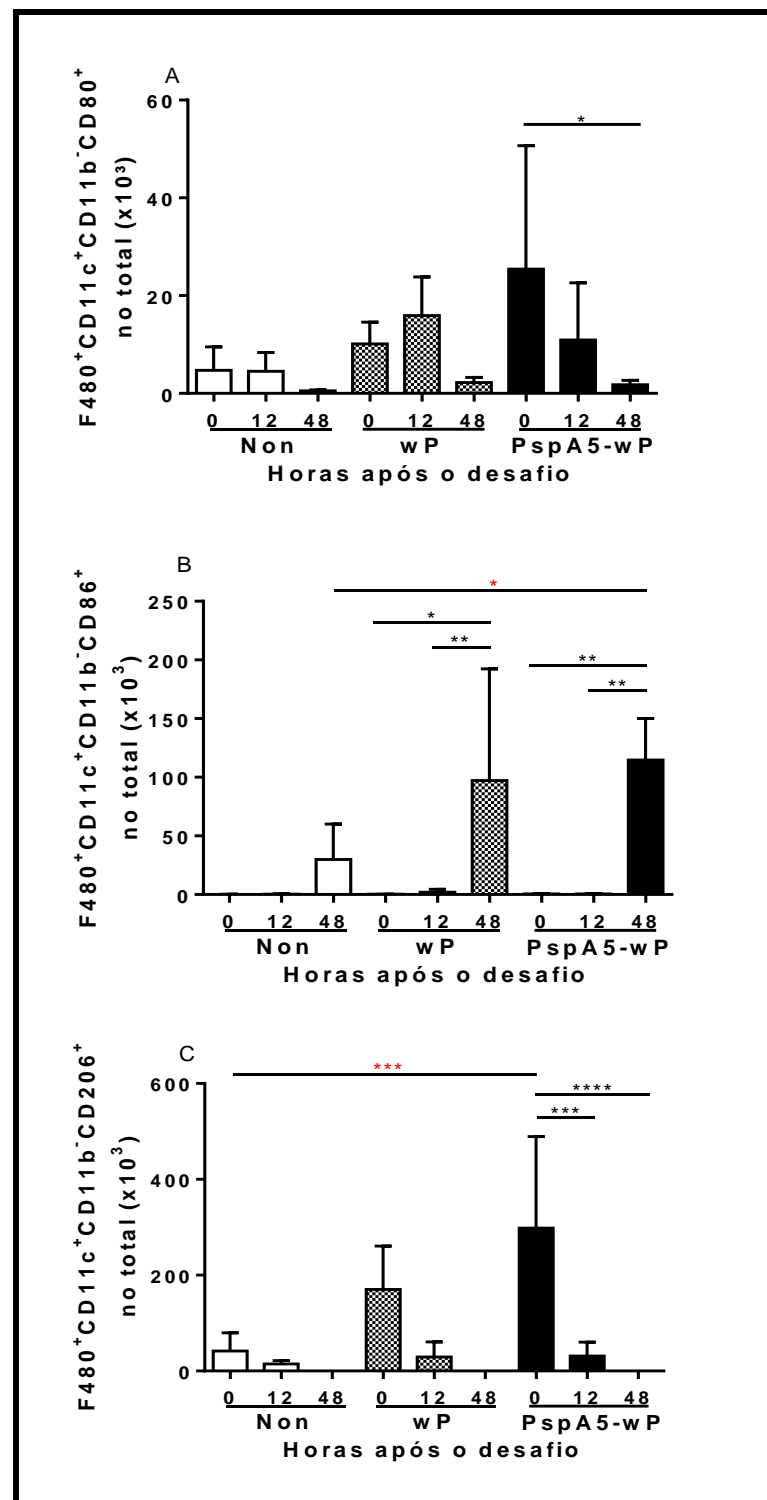 A
F480⁺CD11c⁺CD11b⁻CD80⁺
no total (x10³)
*
60
40
20
0
0 12 48 0 12 48 0 12 48
Non wP PspA5-wP
Horas após o desafio
B
F480⁺CD11c⁺CD11b⁻CD86⁺
no total (x10³)
*
*
**
**
**
250
200
150
100
50
0
0 12 48 0 12 48 0 12 48
Non wP PspA5-wP
Horas após o desafio
C
F480⁺CD11c⁺CD11b⁻CD206⁺
no total (x10³)
***
****
***
600
400
200
0
0 12 48 0 12 48 0 12 48
Non wP PspA5-wP
Horas após o desafio